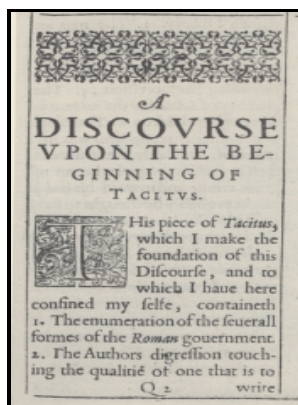 A
DISCOVRSE
VPON THE BE-
GINNING OF
TACITVS.
THis piece of Tacitus,
which I make the
foundation of this
Discourse, and to
which I haue here
confined my selfe, containeth
1. The enumeration of the seuerall
formes of the Roman gouernment.
2. The Authors digression touch-
ing the qualitie of one that is to
Q 2 write